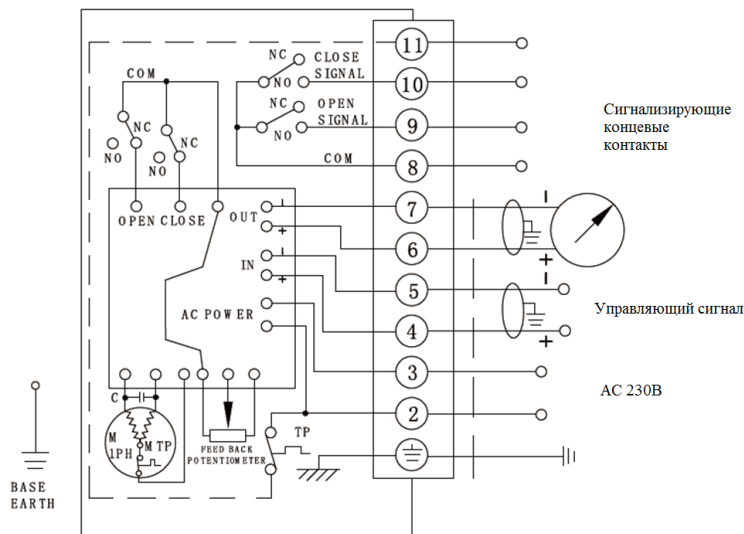 11
NC CLOSE
NO SIGNAL
10
COM
NC OPEN
NO SIGNAL
9
Сигнализирующие
концевые
контакты
NC
NO
NC
NO
COM
8
OPEN CLOSE
OUT
-
+
7
-
6
+
IN
-
+
5
-
Управляющий сигнал
4
+
AC POWER
3
AC 230В
2
C
M
1PH
M TP
FEED BACK
POTENTIOMETER
TP
BASE
EARTH